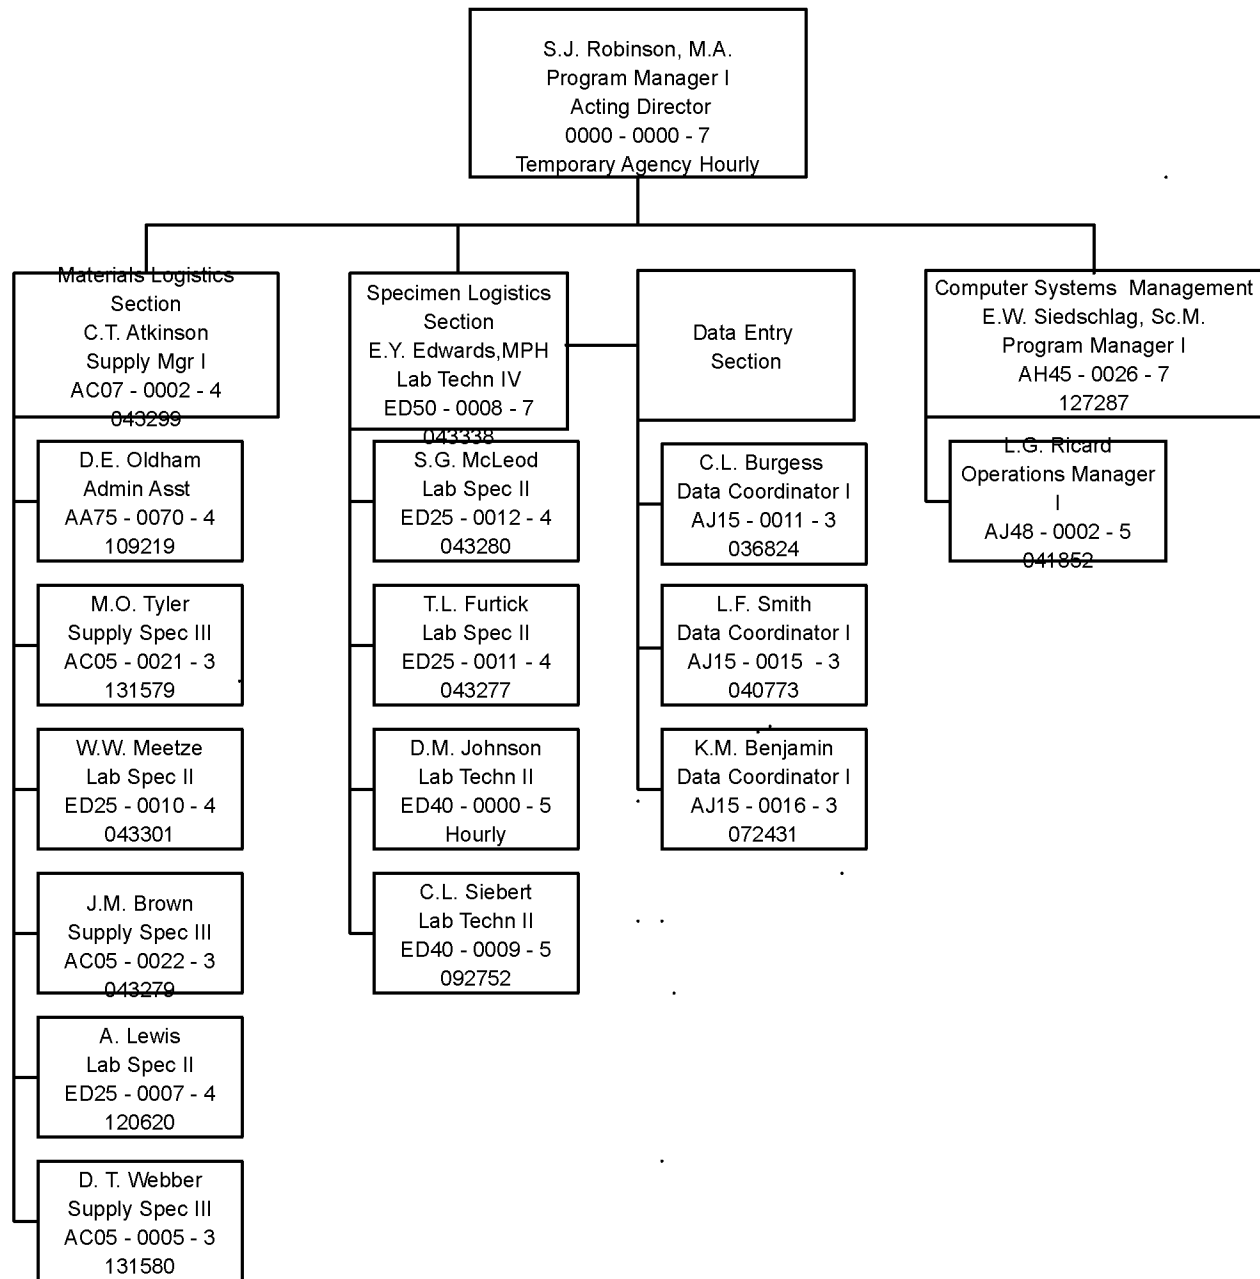 S.J. Robinson, M.A.
Program Manager I
Acting Director
0000 - 0000 - 7
Temporary Agency Hourly
Materials Logistics
Section
C.T. Atkinson
Supply Mgr I
AC07 - 0002 - 4
043299
D.E. Oldham
Admin Asst
AA75 - 0070 - 4
109219
M.O. Tyler
Supply Spec III
AC05 - 0021 - 3
131579
W.W. Meetze
Lab Spec II
ED25 - 0010 - 4
043301
J.M. Brown
Supply Spec III
AC05 - 0022 - 3
043279
A. Lewis
Lab Spec II
ED25 - 0007 - 4
120620
D. T. Webber
Supply Spec III
AC05 - 0005 - 3
131580
Specimen Logistics
Section
E.Y. Edwards,MPH
Lab Techn IV
ED50 - 0008 - 7
043338
S.G. McLeod
Lab Spec II
ED25 - 0012 - 4
043280
T.L. Furtick
Lab Spec II
ED25 - 0011 - 4
043277
D.M. Johnson
Lab Techn II
ED40 - 0000 - 5
Hourly
C.L. Siebert
Lab Techn II
ED40 - 0009 - 5
092752
Data Entry
Section
C.L. Burgess
Data Coordinator I
AJ15 - 0011 - 3
036824
L.F. Smith
Data Coordinator I
AJ15 - 0015  - 3
040773
K.M. Benjamin
Data Coordinator I
AJ15 - 0016 - 3
072431
Computer Systems  Management
E.W. Siedschlag, Sc.M.
Program Manager I
AH45 - 0026 - 7
127287
L.G. Ricard
Operations Manager
I
AJ48 - 0002 - 5
041852